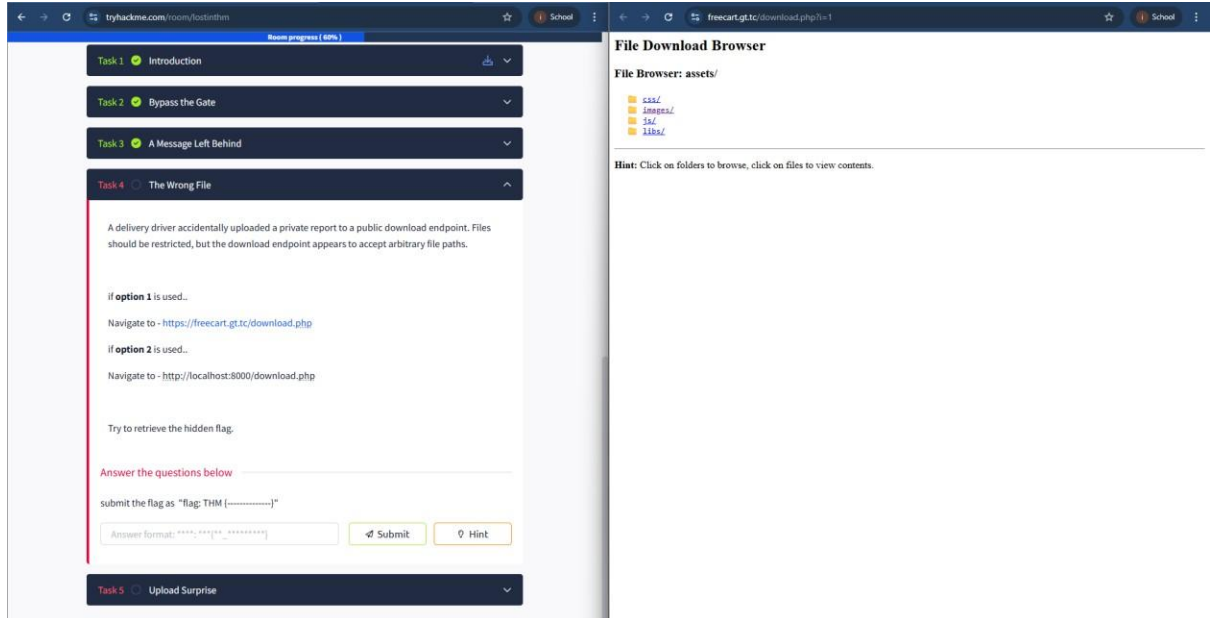 tryhackme.com/room/lostinthm
School
Room progress ( 60% )
Task 1 Introduction
Task 2 Bypass the Gate
Task 3 A Message Left Behind
Task 4 The Wrong File
A delivery driver accidentally uploaded a private report to a public download endpoint. Files
should be restricted, but the download endpoint appears to accept arbitrary file paths.
if option 1 is used..
Navigate to - https://freecart.gt.tc/download.php
if option 2 is used..
Navigate to - http://localhost:8000/download.php
Try to retrieve the hidden flag.
Answer the questions below
submit the flag as "flag: THM {--------------}"
Answer format: ****: ***{**_*********}
Submit
Hint
Task 5 Upload Surprise
freecart.gt.tc/download.php?i=1
School
File Download Browser
File Browser: assets/
css/
images/
js/
libs/
Hint: Click on folders to browse, click on files to view contents.